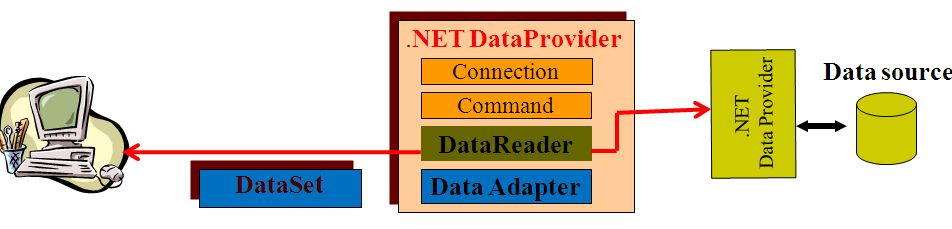 .NET DataProvider
Connection
Command
DataReader
Data Adapter
DataSet
.NET
Data Provider
Data source